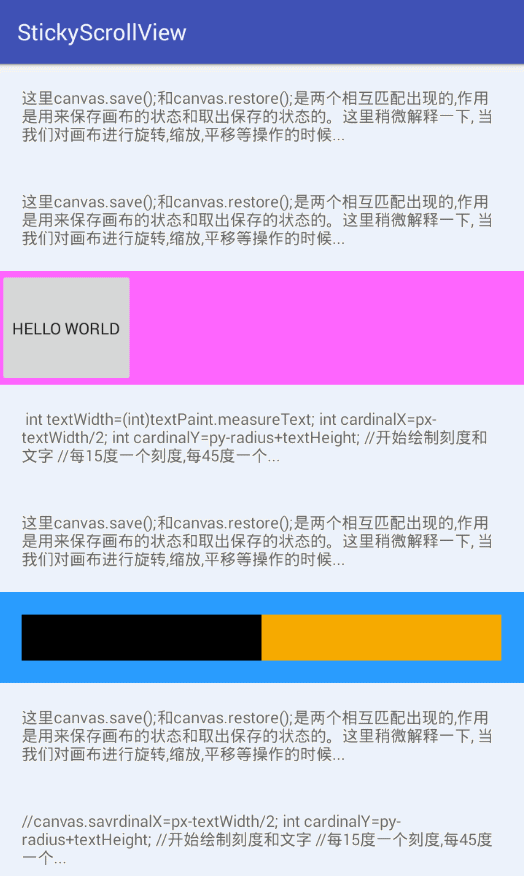 StickyScrollView
这里canvas.save();和canvas.restore();是两个相互匹配出现的,作用
是用来保存画布的状态和取出保存的状态的。这里稍微解释一下, 当
我们对画布进行旋转,缩放,平移等操作的时候...
这里canvas.save();和canvas.restore();是两个相互匹配出现的,作用
是用来保存画布的状态和取出保存的状态的。这里稍微解释一下, 当
我们对画布进行旋转,缩放,平移等操作的时候...
HELLO WORLD
int textWidth=(int)textPaint.measureText; int cardinalX=px-
textWidth/2; int cardinalY=py-radius+textHeight; //开始绘制刻度和
文字 //每15度一个刻度,每45度一个...
这里canvas.save();和canvas.restore();是两个相互匹配出现的,作用
是用来保存画布的状态和取出保存的状态的。这里稍微解释一下, 当
我们对画布进行旋转,缩放,平移等操作的时候...
这里canvas.save();和canvas.restore();是两个相互匹配出现的,作用
是用来保存画布的状态和取出保存的状态的。这里稍微解释一下, 当
我们对画布进行旋转,缩放,平移等操作的时候...
//canvas.savrdinalX=px-textWidth/2; int cardinalY=py-
radius+textHeight; //开始绘制刻度和文字 //每15度一个刻度,每45度
一个...